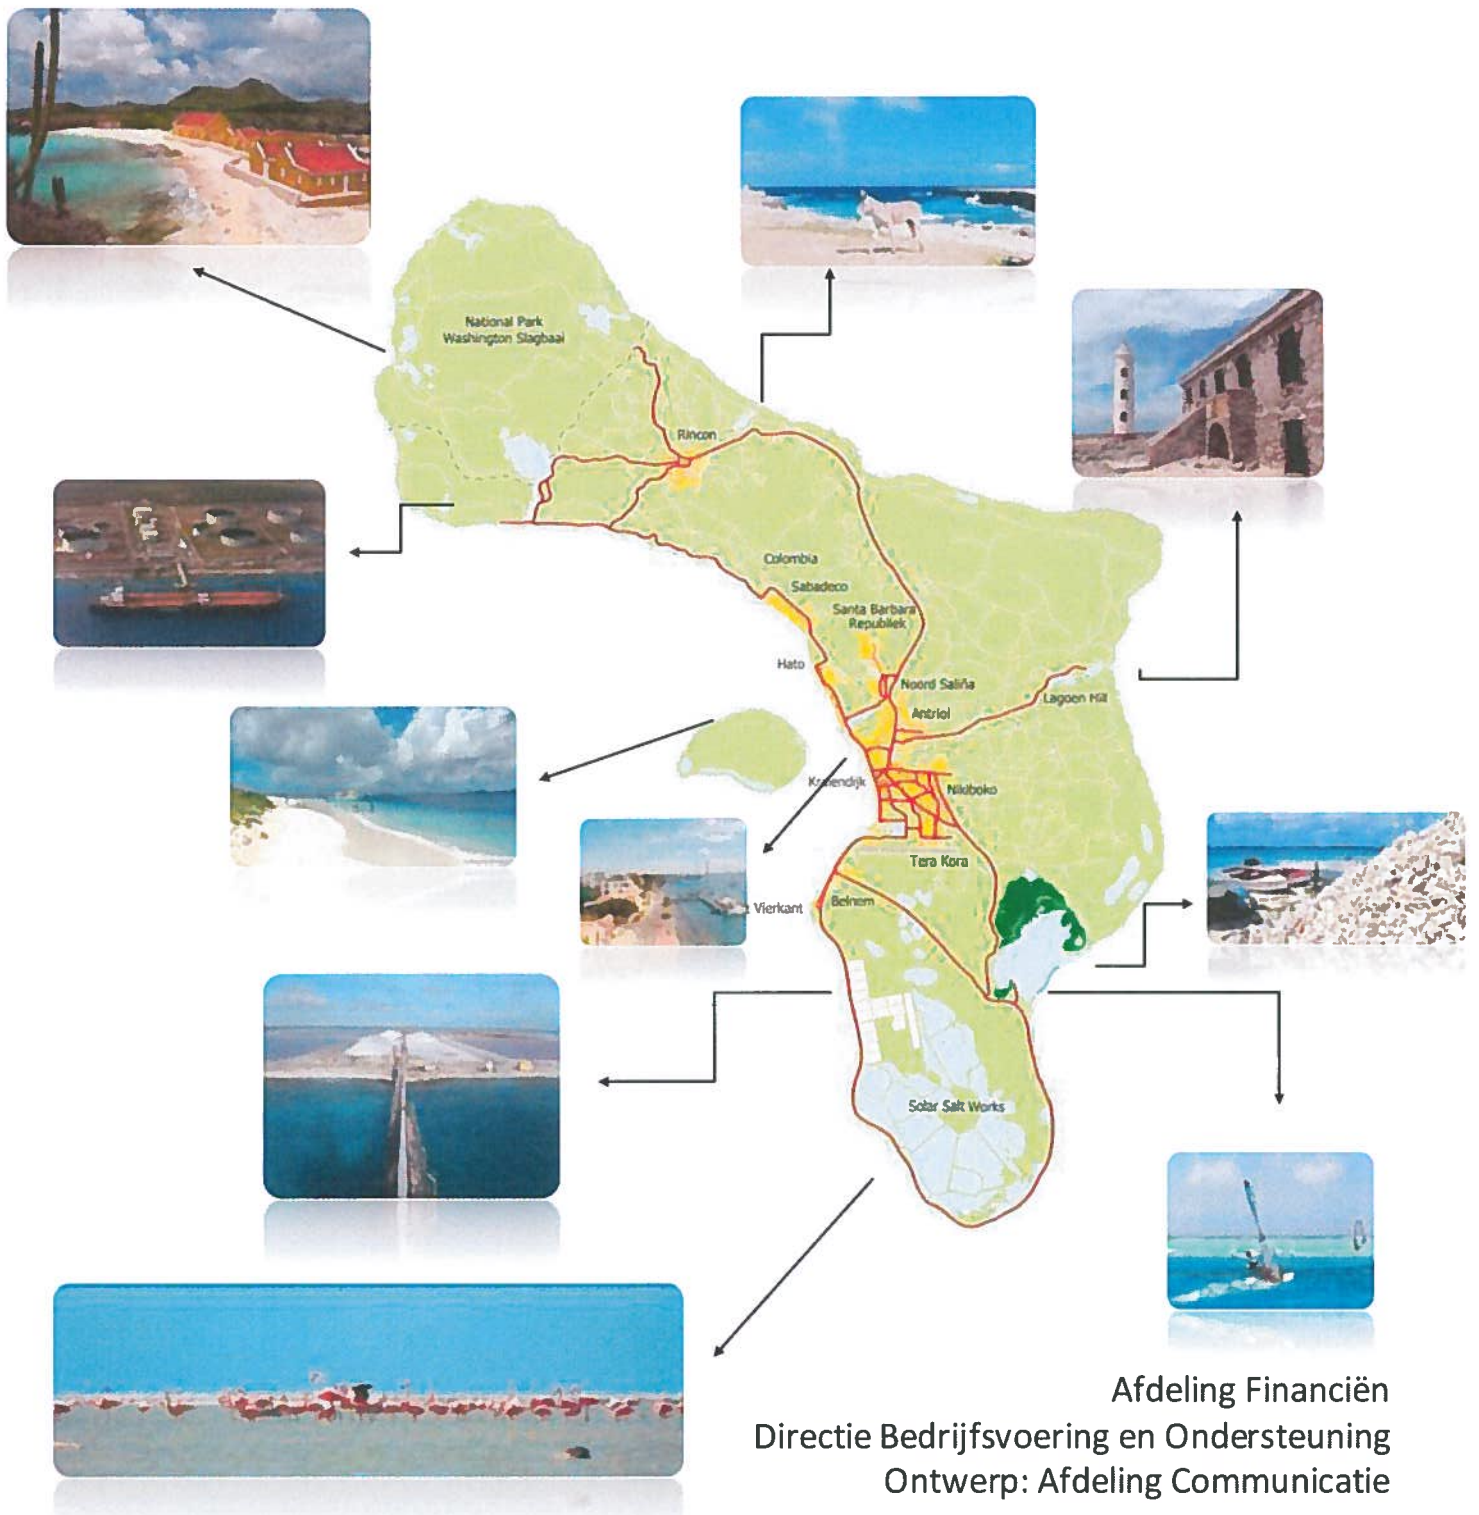 National Park
Washington Slagbaai
Rincon
Colombia
Sabadeco
Santa Barbara
Republiek
Hato
Noord Saliña
Antriol
Lagoen Hill
Kralendijk
Nikiboko
Tera Kora
Vierkant
Belnem
Solar Salt Works
Afdeling Financiën
Directie Bedrijfsvoering en Ondersteuning
Ontwerp: Afdeling Communicatie